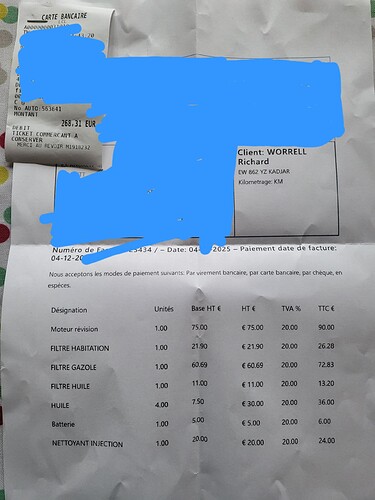 CARTE BANCAIRE
No AUTO:563641
MONTANT
268,31 EUR
DEBIT
TICKET COMMERCANT A
CONSERVER
MERCI AU REVOIR
Client: WORRELL
Richard
EW 862 YZ KADJAR
Kilometrage: KM
Numéro de 25434 / – Date: 04- -2025 – Paiement date de facture:
04-12-20
Nous acceptons les modes de paiement suivants: Par virement bancaire, par carte bancaire, par chèque, en
espèces.
Désignation Unités Base HT € HT € TVA % TTC €
Moteur révision 1.00 75.00 € 75.00 20.00 90.00
FILTRE HABITATION 1.00 21.90 € 21.90 20.00 26.28
FILTRE GAZOLE 1.00 60.69 € 60.69 20.00 72.83
FILTRE HUILE 1.00 11.00 € 11.00 20.00 13.20
HUILE 4.00 7.50 € 30.00 20.00 36.00
Batterie 1.00 5.00 € 5.00 20.00 6.00
NETTOYANT INJECTION 1.00 20.00 € 20.00 20.00 24.00